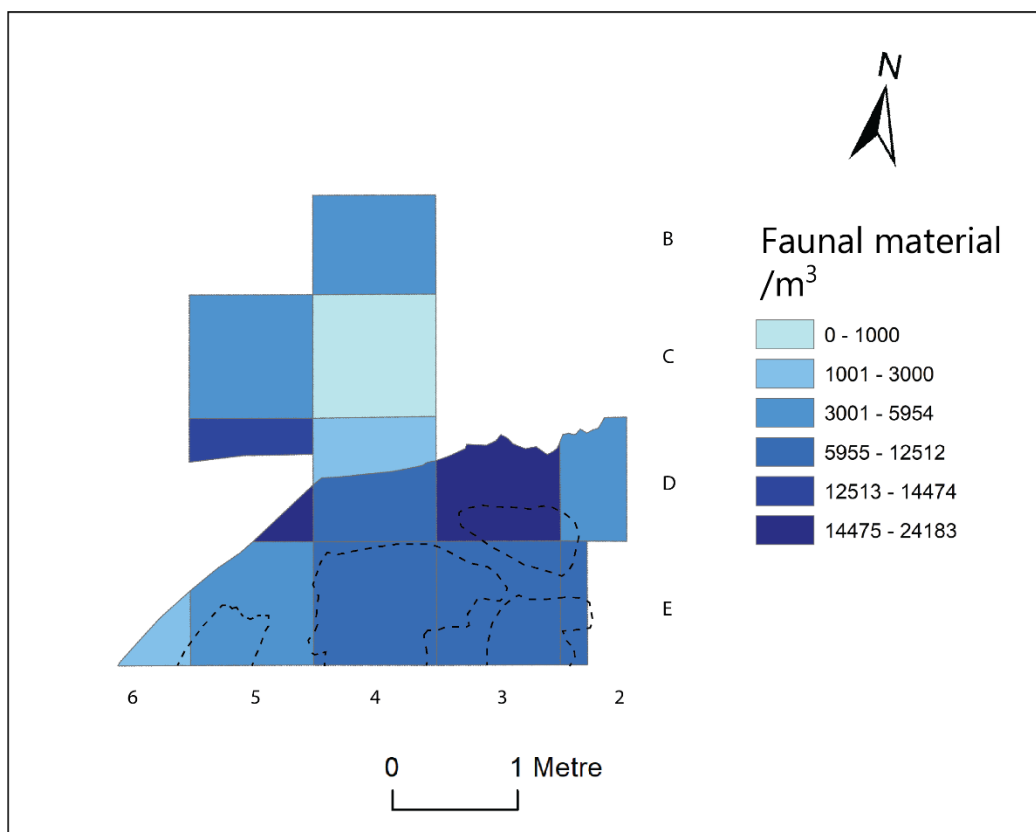 N
B
C
D
E
6 5 4 3 2
0 1 Metre
Faunal material
/m³
0 - 1000
1001 - 3000
3001 - 5954
5955 - 12512
12513 - 14474
14475 - 24183